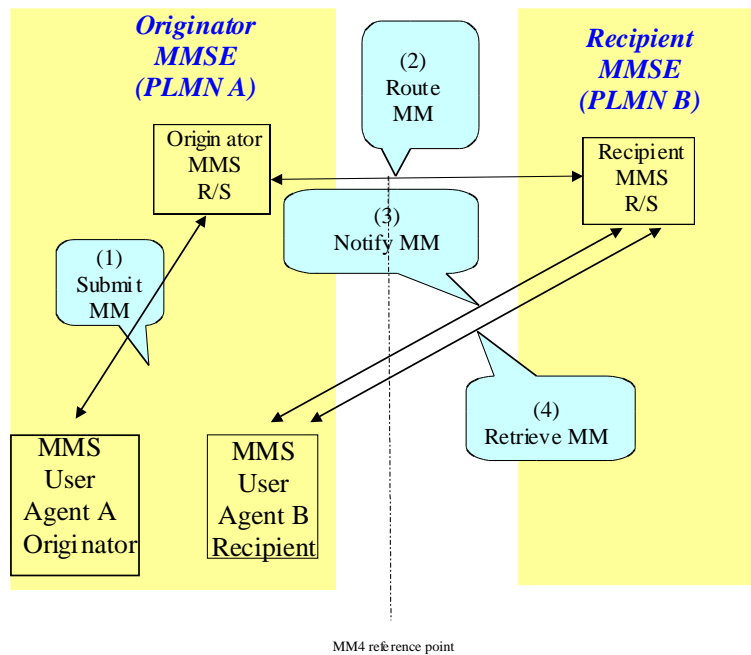 Originator
MMSE
(PLMN A)
Recipient
MMSE
(PLMN B)
(2)
Route
MM
Originator
MMS
R/S
Recipient
MMS
R/S
(3)
Notify MM
(1)
Submit
MM
(4)
Retrieve MM
MMS
User
Agent A
Originator
MMS
User
Agent B
Recipient
MM4 reference point